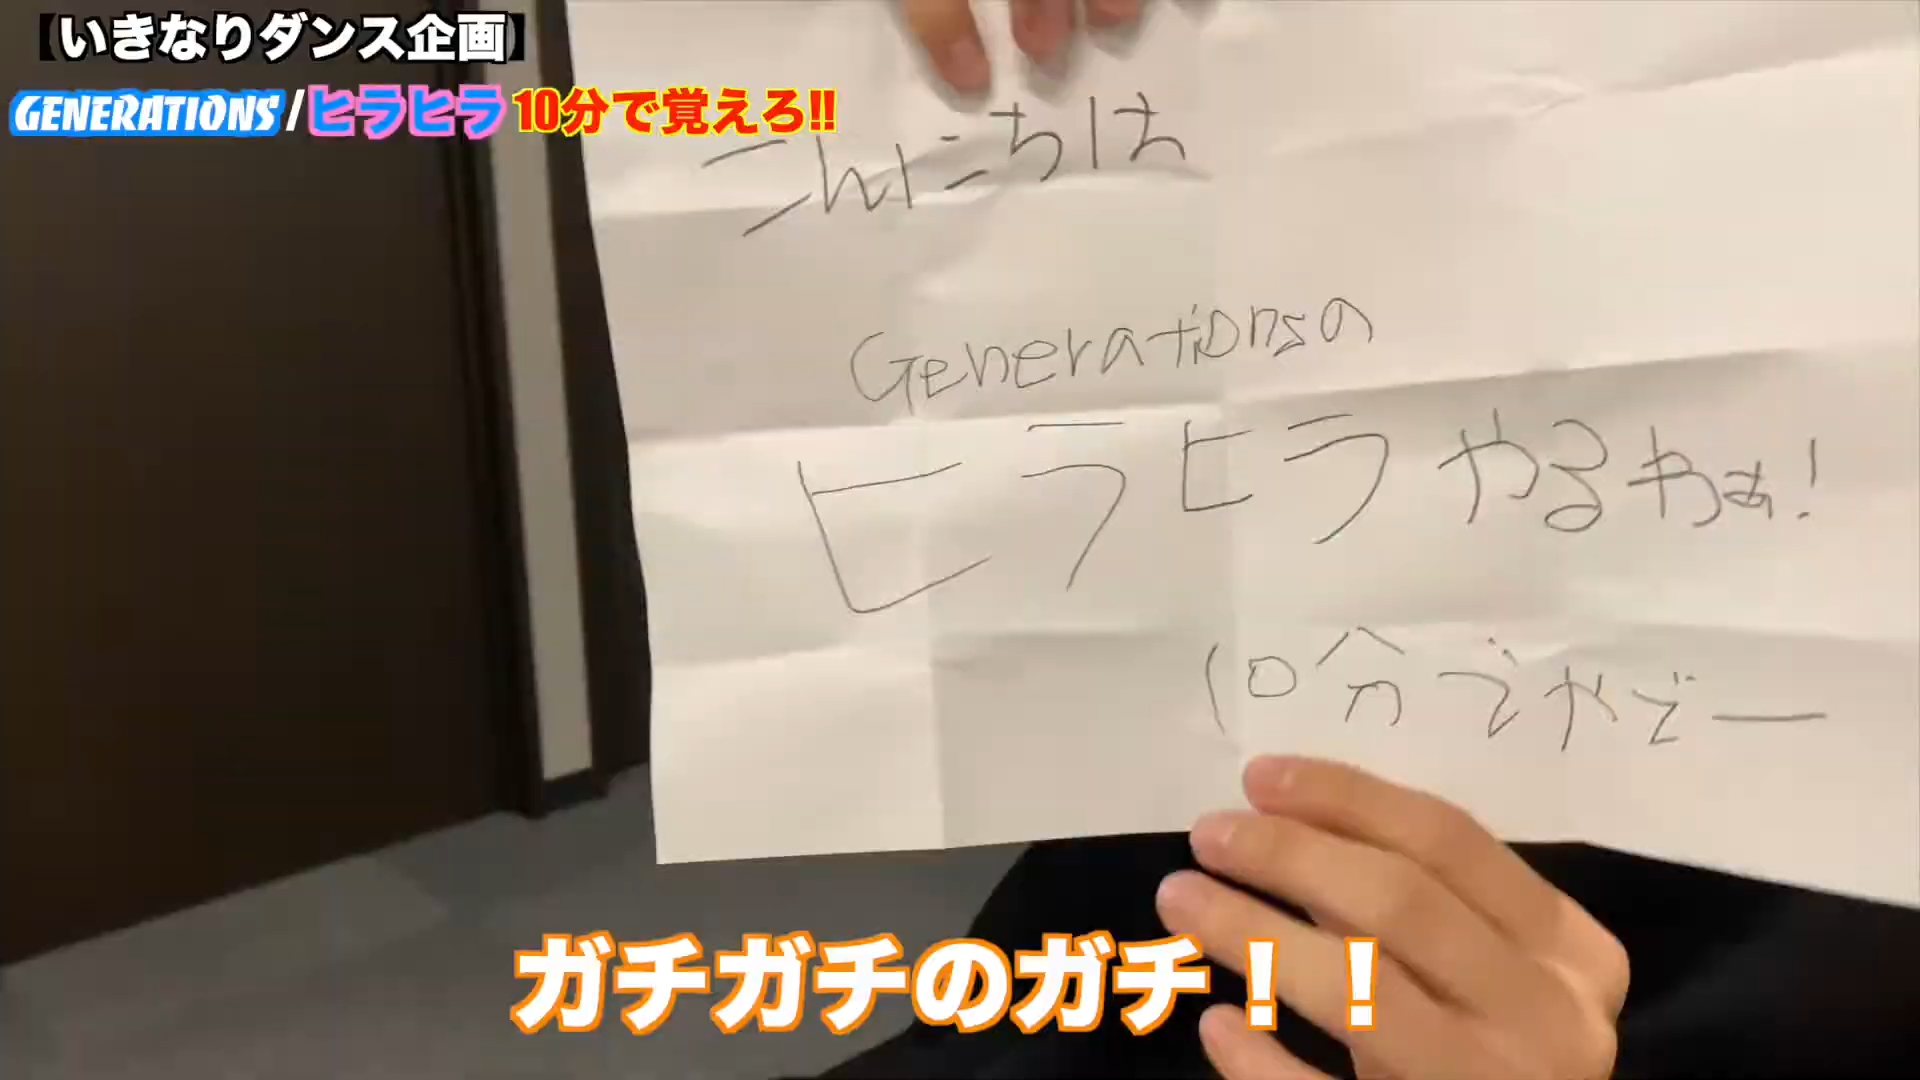 【いきなりダンス企画】
GENERATIONS/ヒラヒラ 10分で覚えろ!!
こんにちは
Generationsの
ヒラヒラやるわぁ!
10分でやどー
ガチガチのガチ！！